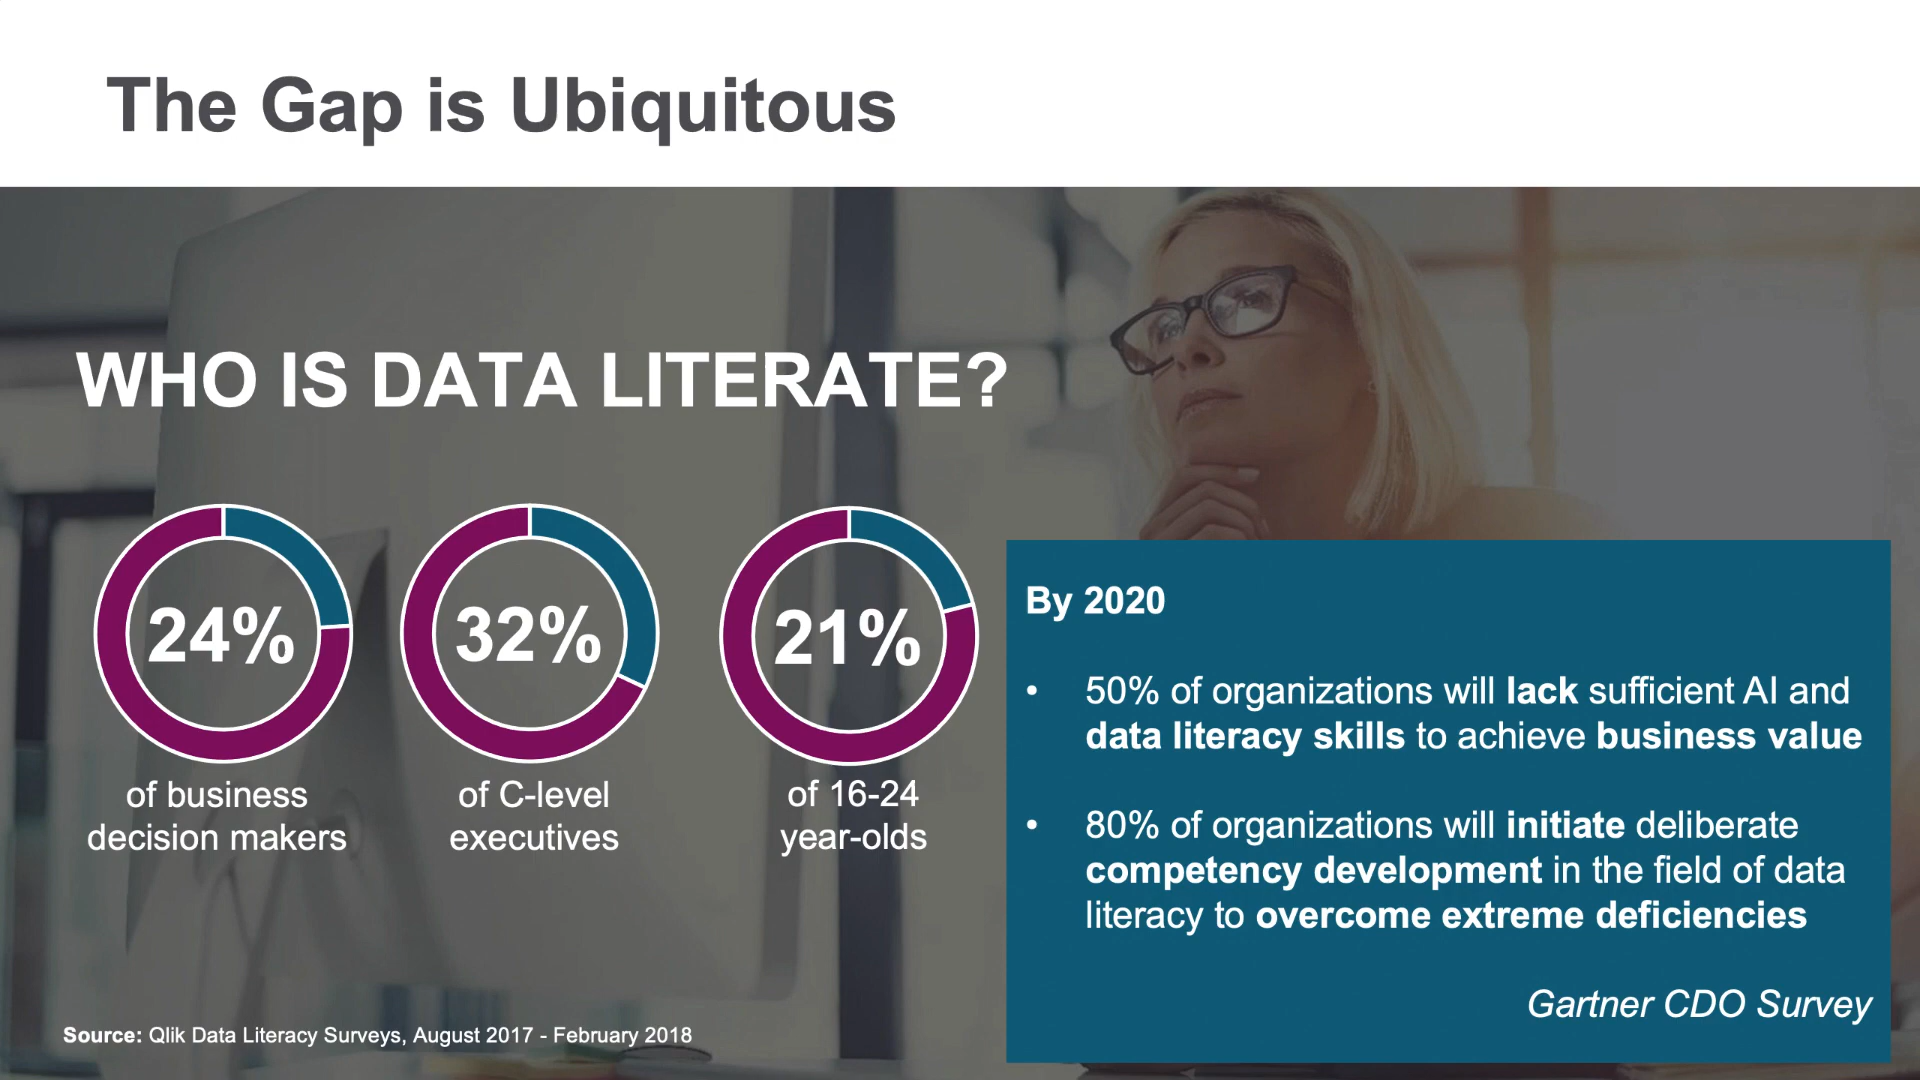 The Gap is Ubiquitous
WHO IS DATA LITERATE?
24%
of business
decision makers
32%
of C-level
executives
21%
of 16-24
year-olds
By 2020
• 50% of organizations will lack sufficient AI and
data literacy skills to achieve business value
• 80% of organizations will initiate deliberate
competency development in the field of data
literacy to overcome extreme deficiencies
Gartner CDO Survey
Source: Qlik Data Literacy Surveys, August 2017 - February 2018